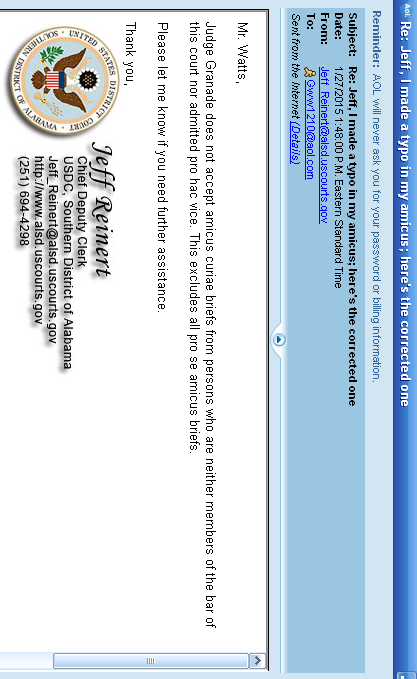 Aol Re: Jeff, I made a typo in my amicus; here's the corrected one
Reminder: AOL will never ask you for your password or billing information.
Subject: Re: Jeff, I made a typo in my amicus; here's the corrected one
Date: 1/27/2015 1:48:00 P.M. Eastern Standard Time
From: Jeff_Reinert@alsd.uscourts.gov
To: Gww1210@aol.com
Sent from the Internet (Details)
Mr. Watts,
Judge Granade does not accept amicus curiae briefs from persons who are neither members of the bar of
this court nor admitted pro hac vice. This excludes all pro se amicus briefs.
Please let me know if you need further assistance.
Thank you,
Jeff Reinert
Chief Deputy Clerk
USDC, Southern District of Alabama
Jeff_Reinert@alsd.uscourts.gov
http://www.alsd.uscourts.gov
(251) 694-4298
UNITED STATES DISTRICT COURT
SOUTHERN DISTRICT OF ALABAMA